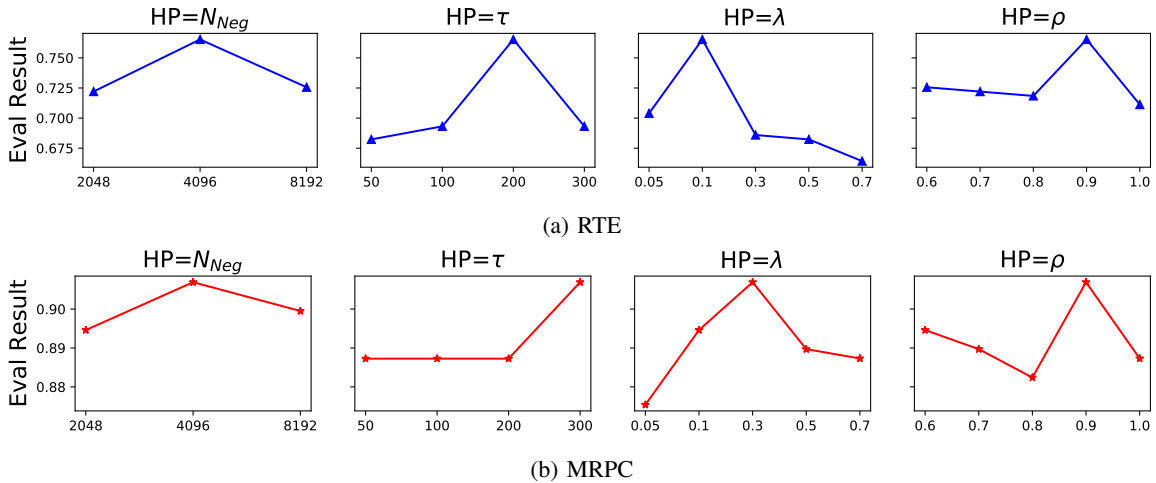 HP=N_Neg HP=τ HP=λ HP=ρ
Eval Result
0.750
0.725
0.700
0.675
2048 4096 8192 50 100 200 300 0.05 0.1 0.3 0.5 0.7 0.6 0.7 0.8 0.9 1.0
(a) RTE
HP=N_Neg HP=τ HP=λ HP=ρ
Eval Result
0.90
0.89
0.88
2048 4096 8192 50 100 200 300 0.05 0.1 0.3 0.5 0.7 0.6 0.7 0.8 0.9 1.0
(b) MRPC